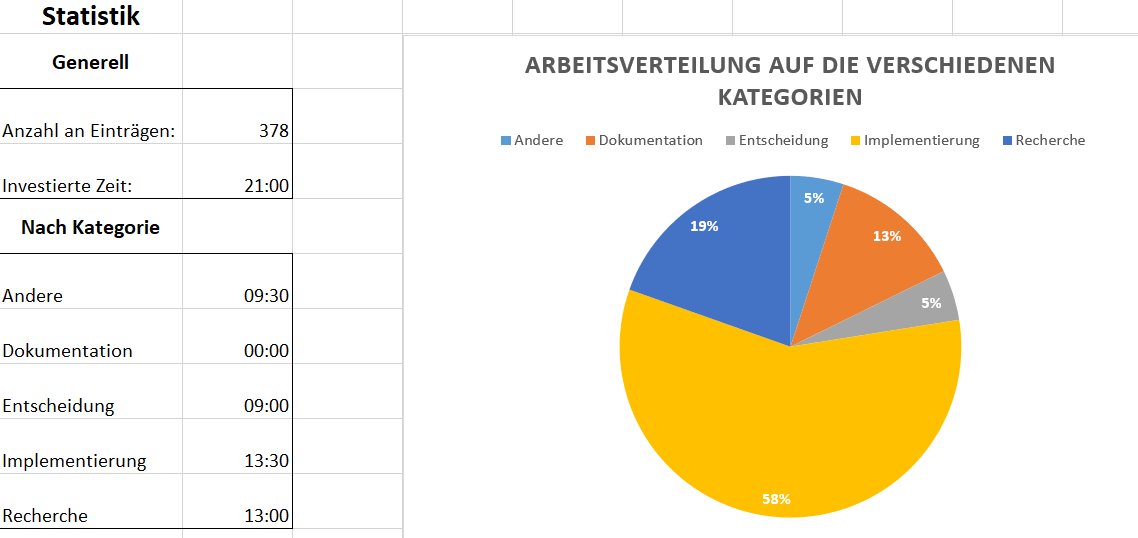 Statistik
Generell
Anzahl an Einträgen: 378
Investierte Zeit: 21:00
Nach Kategorie
Andere 09:30
Dokumentation 00:00
Entscheidung 09:00
Implementierung 13:30
Recherche 13:00
ARBEITSVERTEILUNG AUF DIE VERSCHIEDENEN
KATEGORIEN
Andere Dokumentation Entscheidung Implementierung Recherche
5%
19%
13%
5%
58%